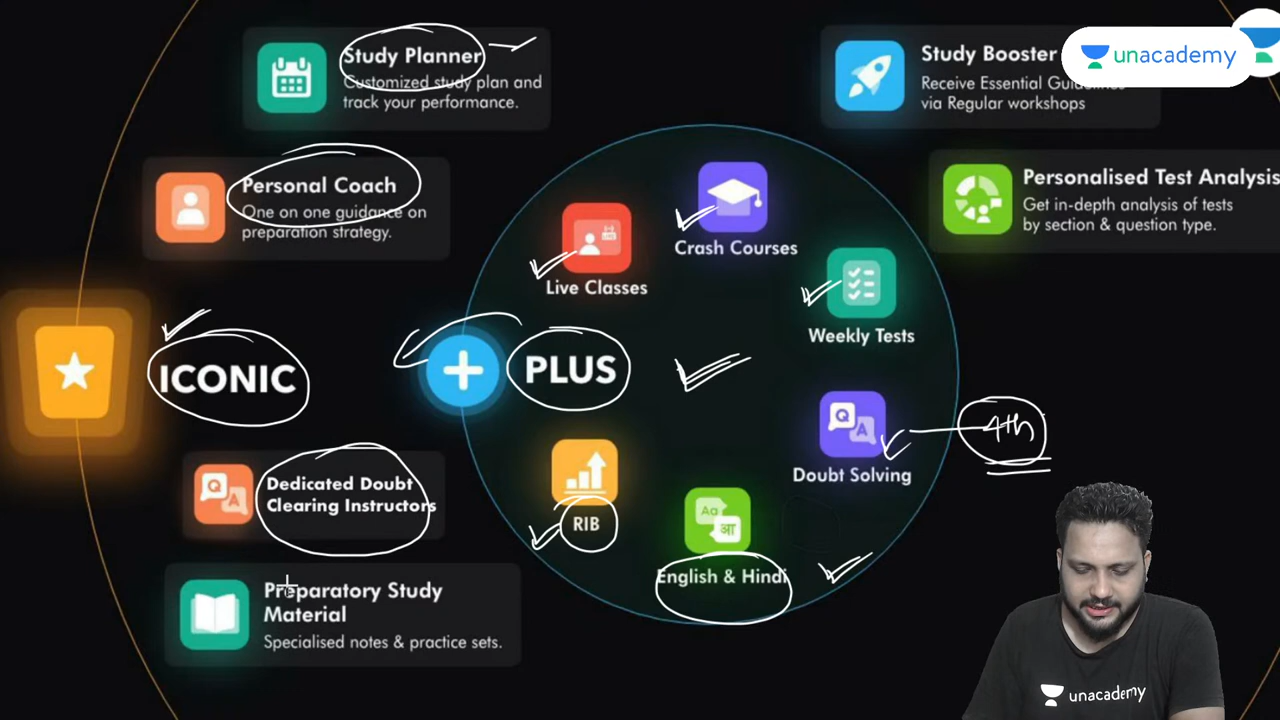 Study Planner
Customized study plan and
track your performance.
Study Booster
Receive Essential Guidelines
via Regular workshops
unacademy
Personal Coach
One on one guidance on
preparation strategy.
Personalised Test Analysis
Get in-depth analysis of tests
by section & question type.
Crash Courses
Live Classes
Weekly Tests
ICONIC
PLUS
Q
A
Doubt Solving
4th
Q
A
Dedicated Doubt
Clearing Instructors
RIB
Aa
आ
English & Hindi
Preparatory Study
Material
Specialised notes & practice sets.
unacademy